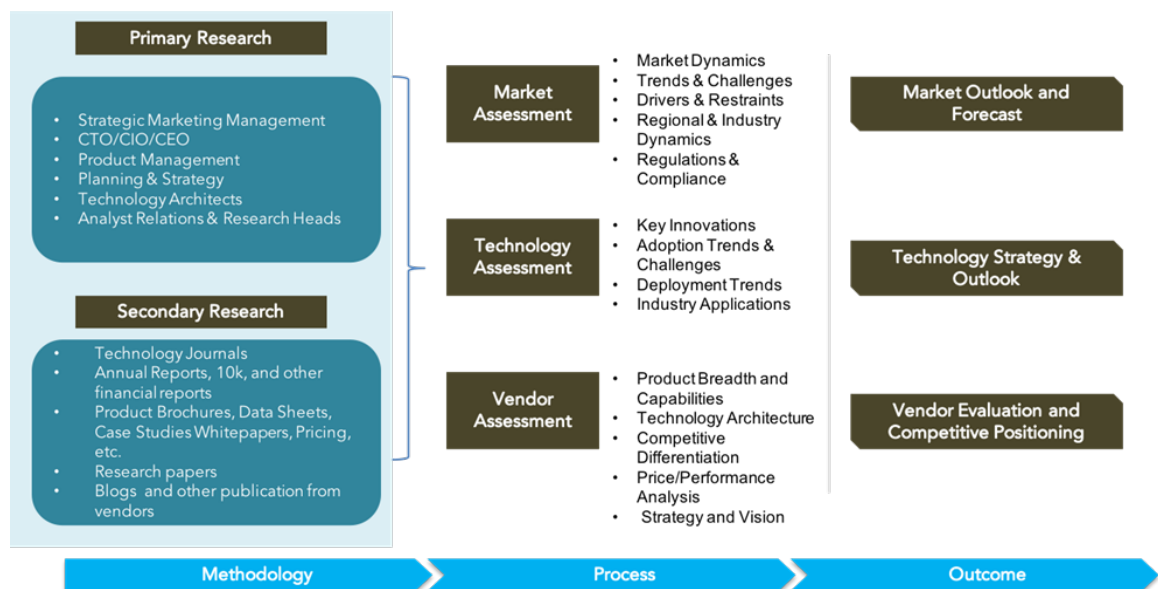 Primary Research
• Strategic Marketing Management
• CTO/CIO/CEO
• Product Management
• Planning & Strategy
• Technology Architects
• Analyst Relations & Research Heads
Secondary Research
• Technology Journals
• Annual Reports, 10k, and other
financial reports
• Product Brochures, Data Sheets,
Case Studies Whitepapers, Pricing,
etc.
• Research papers
• Blogs and other publication from
vendors
Market
Assessment
• Market Dynamics
• Trends & Challenges
• Drivers & Restraints
• Regional & Industry
Dynamics
• Regulations &
Compliance
Market Outlook and
Forecast
Technology
Assessment
• Key Innovations
• Adoption Trends &
Challenges
• Deployment Trends
• Industry Applications
Technology Strategy &
Outlook
Vendor
Assessment
• Product Breadth and
Capabilities
• Technology Architecture
• Competitive
Differentiation
• Price/Performance
Analysis
• Strategy and Vision
Vendor Evaluation and
Competitive Positioning
Methodology
Process
Outcome